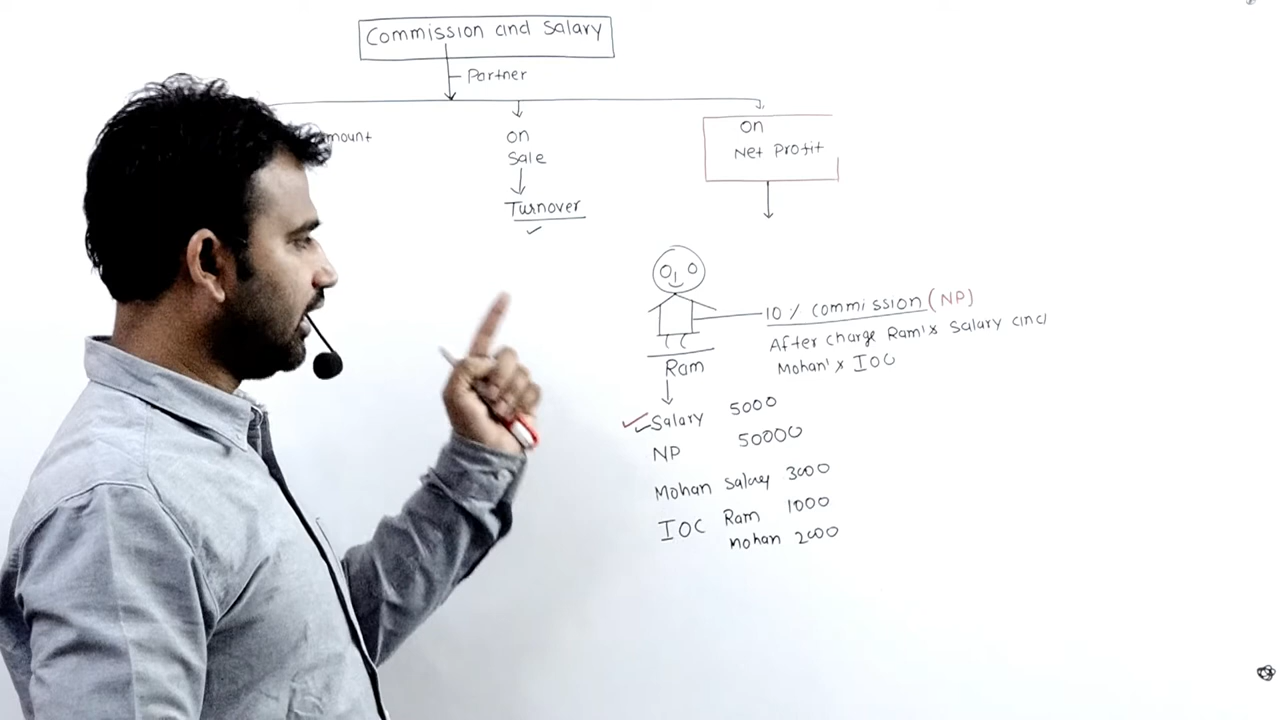 Commission and Salary
Partner
mount
on
Sale
Turnover
On
Net Profit
10 % Commission (NP)
After charge Ram'x Salary and
Mohan'x IOC
Ram
Salary 5000
NP 50000
Mohan Salary 3000
IOC Ram 1000
Mohan 2000